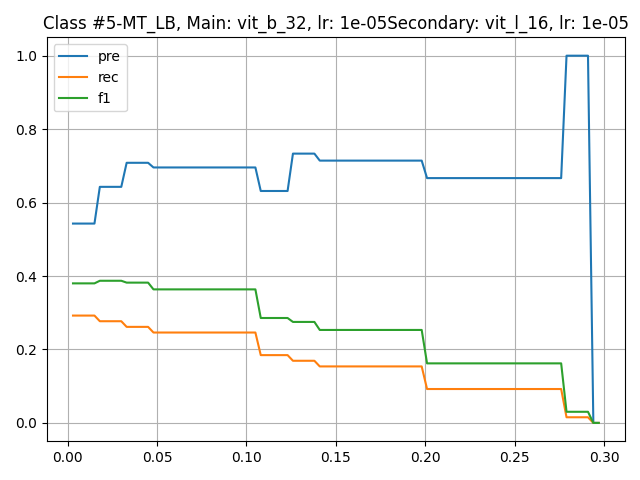 Class #5-MT_LB, Main: vit_b_32, lr: 1e-05Secondary: vit_l_16, lr: 1e-05
pre
rec
f1
1.0
0.8
0.6
0.4
0.2
0.0
0.00 0.05 0.10 0.15 0.20 0.25 0.30